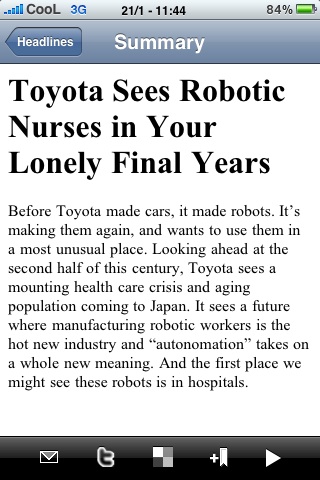 CooL 3G 21/1 - 11:44 84%
Headlines Summary
Toyota Sees Robotic
Nurses in Your
Lonely Final Years
Before Toyota made cars, it made robots. It’s
making them again, and wants to use them in
a most unusual place. Looking ahead at the
second half of this century, Toyota sees a
mounting health care crisis and aging
population coming to Japan. It sees a future
where manufacturing robotic workers is the
hot new industry and “autonomation” takes on
a whole new meaning. And the first place we
might see these robots is in hospitals.